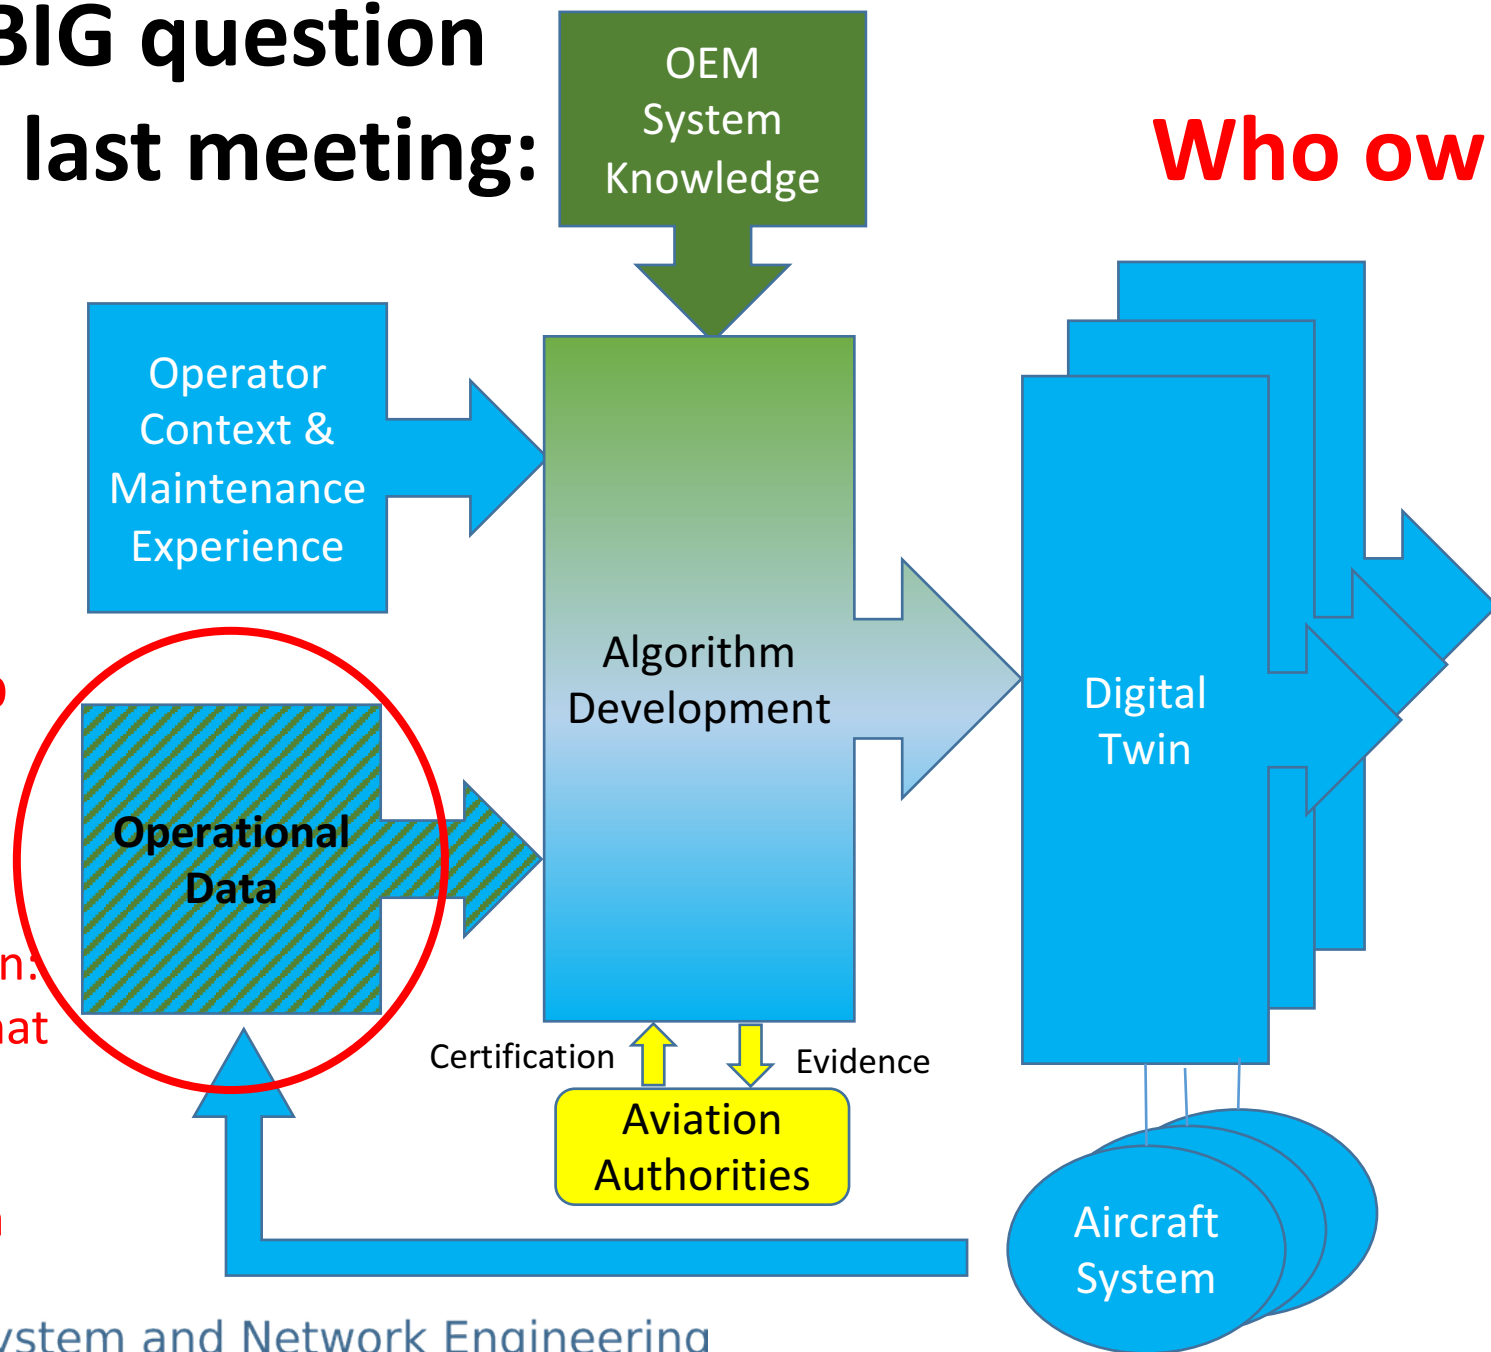 BIG question
last meeting:
Who ow
OEM
System
Knowledge
Operator
Context &
Maintenance
Experience
Algorithm
Development
Digital
Twin
Operational
Data
n:
nat
Certification
Evidence
Aviation
Authorities
Aircraft
System
ystem and Network Engineering